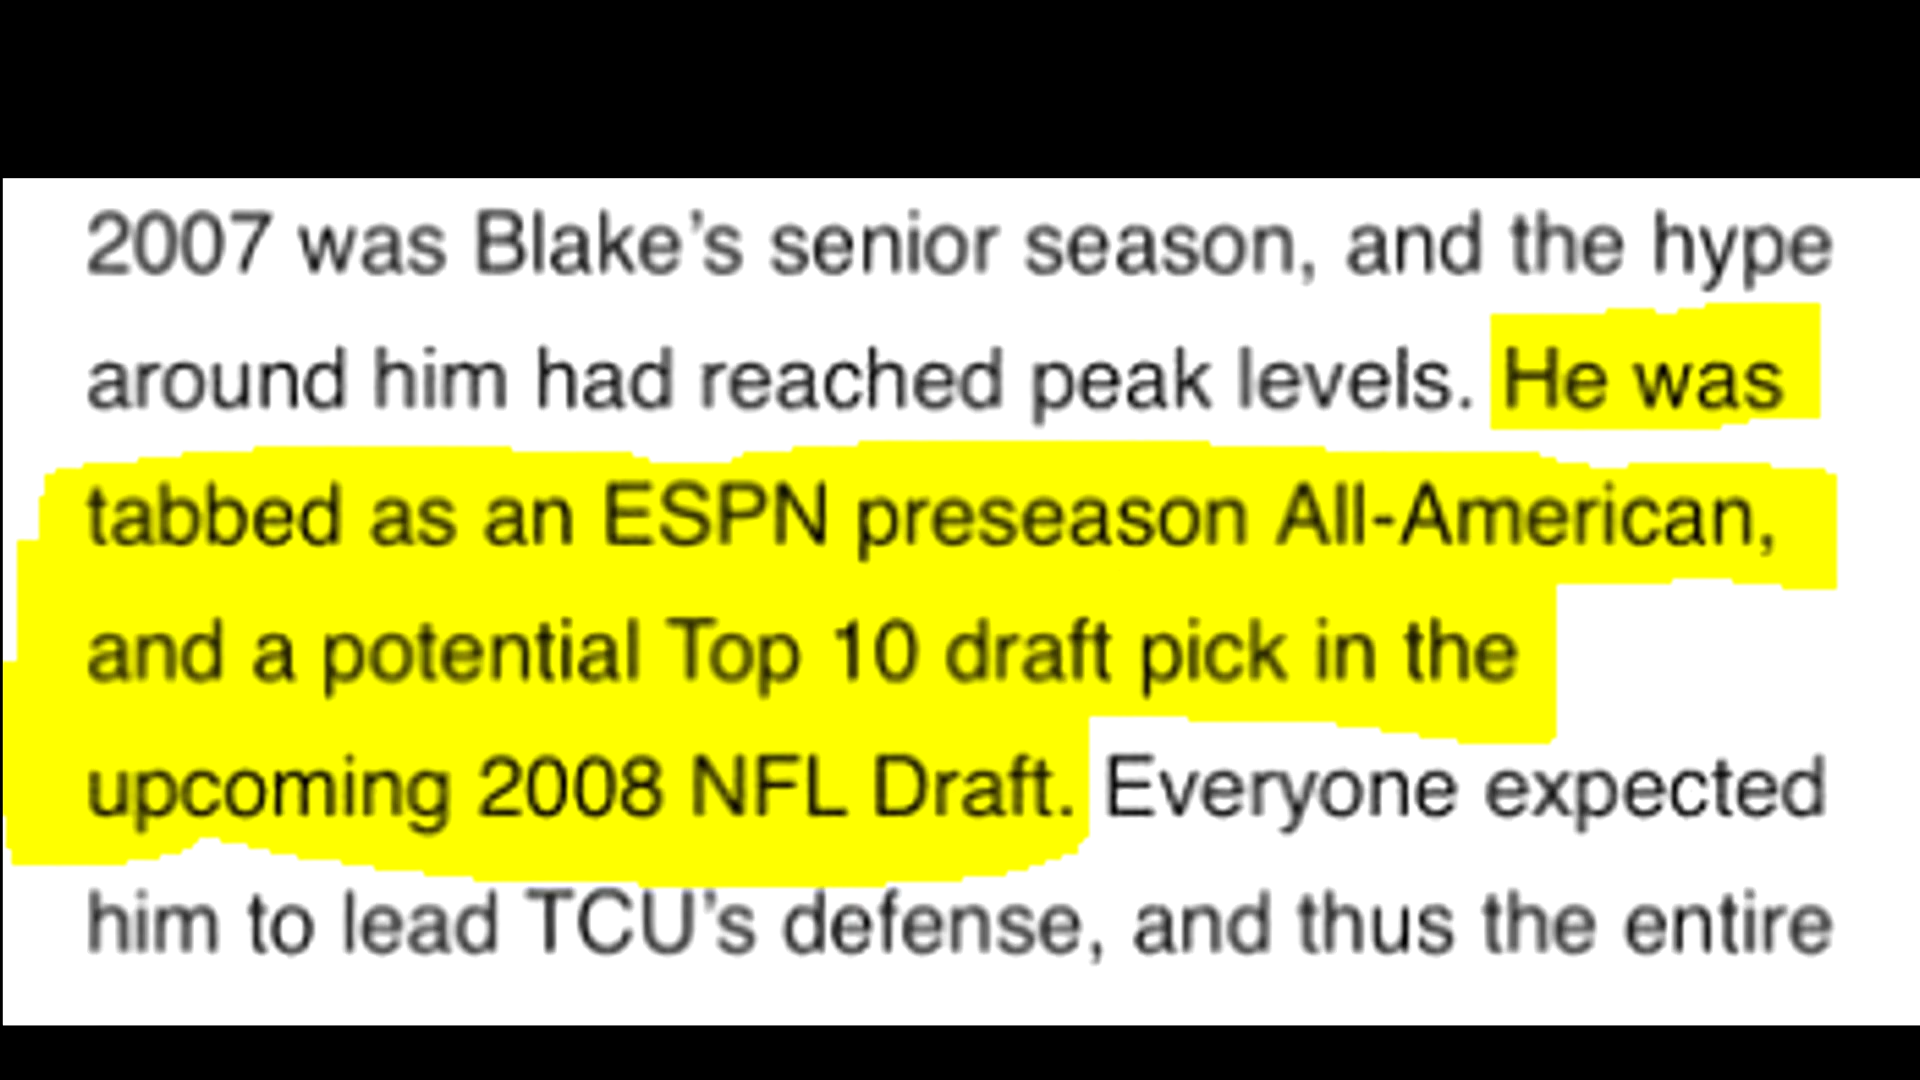 2007 was Blake’s senior season, and the hype
around him had reached peak levels. He was
tabbed as an ESPN preseason All-American,
and a potential Top 10 draft pick in the
upcoming 2008 NFL Draft. Everyone expected
him to lead TCU’s defense, and thus the entire